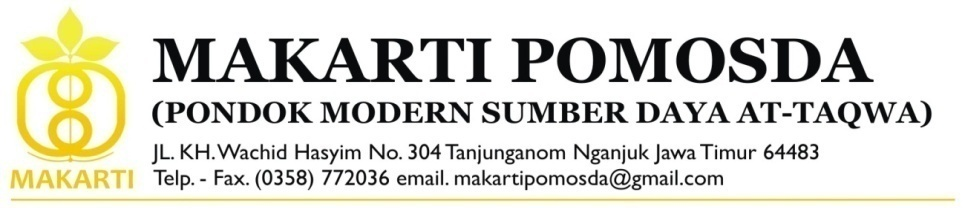 MAKARTI POMOSDA
(PONDOK MODERN SUMBER DAYA AT-TAQWA)
JL. KH. Wachid Hasyim No. 304 Tanjunganom Nganjuk Jawa Timur 64483
Telp. - Fax. (0358) 772036 email. makartipomosda@gmail.com
MAKARTI